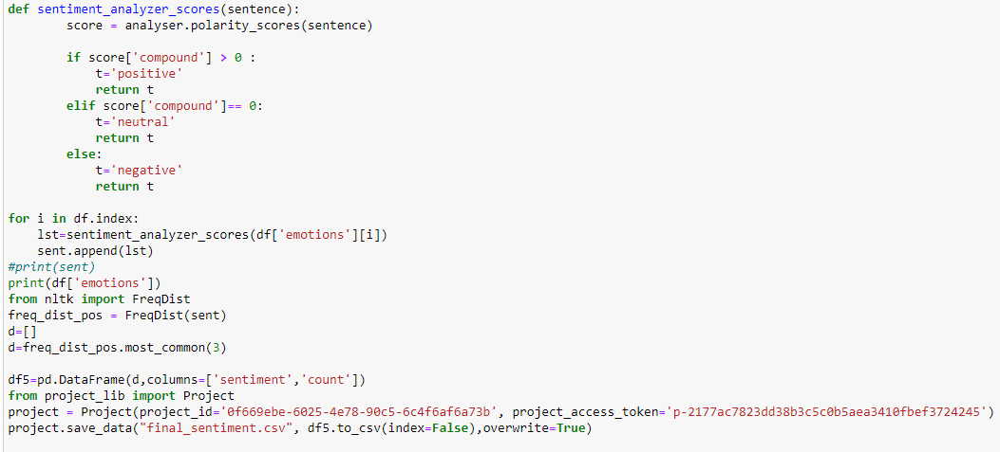 def sentiment_analyzer_scores(sentence):
        score = analyser.polarity_scores(sentence)
        if score['compound'] > 0 :
            t='positive'
            return t
        elif score['compound']== 0:
            t='neutral'
            return t
        else:
            t='negative'
            return t
for i in df.index:
    lst=sentiment_analyzer_scores(df['emotions'][i])
    sent.append(lst)
#print(sent)
print(df['emotions'])
from nltk import FreqDist
freq_dist_pos = FreqDist(sent)
d=[]
d=freq_dist_pos.most_common(3)
df5=pd.DataFrame(d,columns=['sentiment','count'])
from project_lib import Project
project = Project(project_id='0f669ebe-6025-4e78-90c5-6c4f6af6a73b', project_access_token='p-2177ac7823dd38b3c5c0b5aea3410fbef3724245')
project.save_data("final_sentiment.csv", df5.to_csv(index=False),overwrite=True)